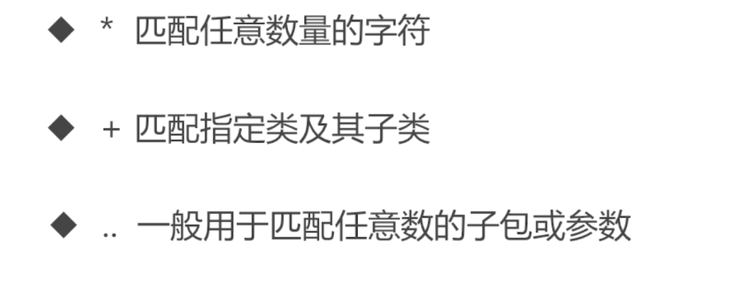 ◆ * 匹配任意数量的字符
◆ + 匹配指定类及其子类
◆ .. 一般用于匹配任意数的子包或参数